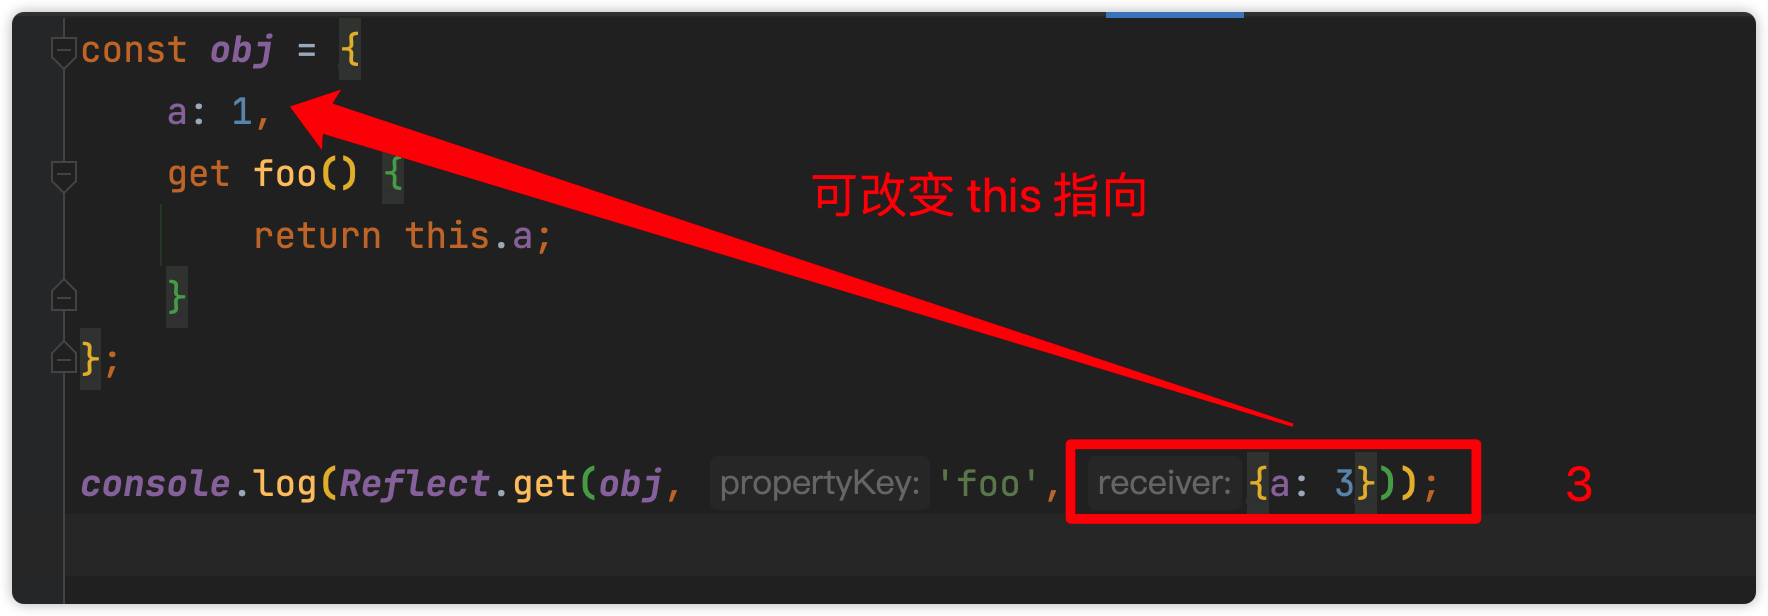 const obj = {
a: 1,
get foo() {
可改变 this 指向
return this.a;
}
};
console.log(Reflect.get(obj, propertyKey: 'foo', receiver: {a: 3})); 3